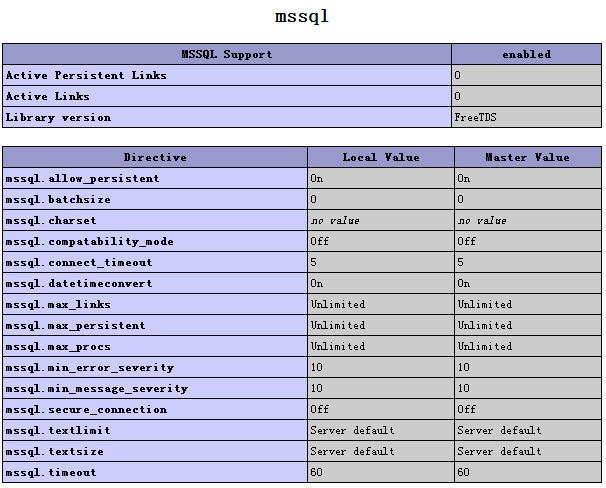 mssql
MSSQL Support enabled
Active Persistent Links 0
Active Links 0
Library version FreeTDS
Directive Local Value Master Value
mssql.allow_persistent On On
mssql.batchsize 0 0
mssql.charset no value no value
mssql.compatability_mode Off Off
mssql.connect_timeout 5 5
mssql.datetimeconvert On On
mssql.max_links Unlimited Unlimited
mssql.max_persistent Unlimited Unlimited
mssql.max_procs Unlimited Unlimited
mssql.min_error_severity 10 10
mssql.min_message_severity 10 10
mssql.secure_connection Off Off
mssql.textlimit Server default Server default
mssql.textsize Server default Server default
mssql.timeout 60 60